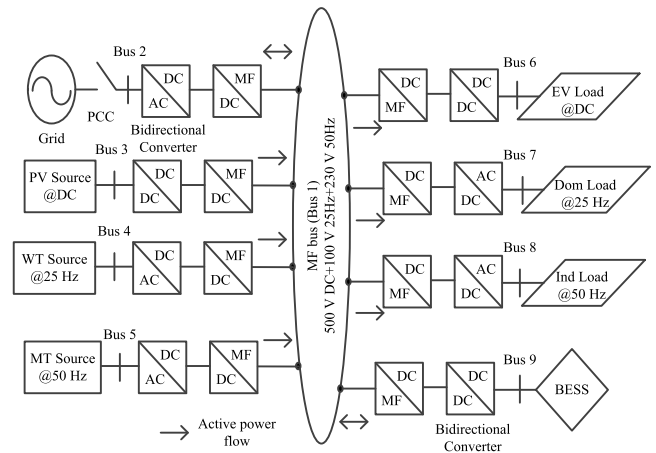 Bus 2
DC
AC
MF
DC
Grid
PCC
Bidirectional
Converter
Bus 3
PV Source
@DC
DC
DC
MF
DC
Bus 4
WT Source
@25 Hz
DC
AC
MF
DC
Bus 5
MT Source
@50 Hz
DC
AC
MF
DC
Active power
flow
MF bus (Bus 1)
500 V DC+100 V 25Hz+230 V 50Hz
Bus 6
DC
MF
DC
DC
EV Load
@DC
Bus 7
DC
MF
AC
DC
Dom Load
@25 Hz
Bus 8
DC
MF
AC
DC
Ind Load
@50 Hz
Bus 9
DC
MF
DC
DC
BESS
Bidirectional
Converter